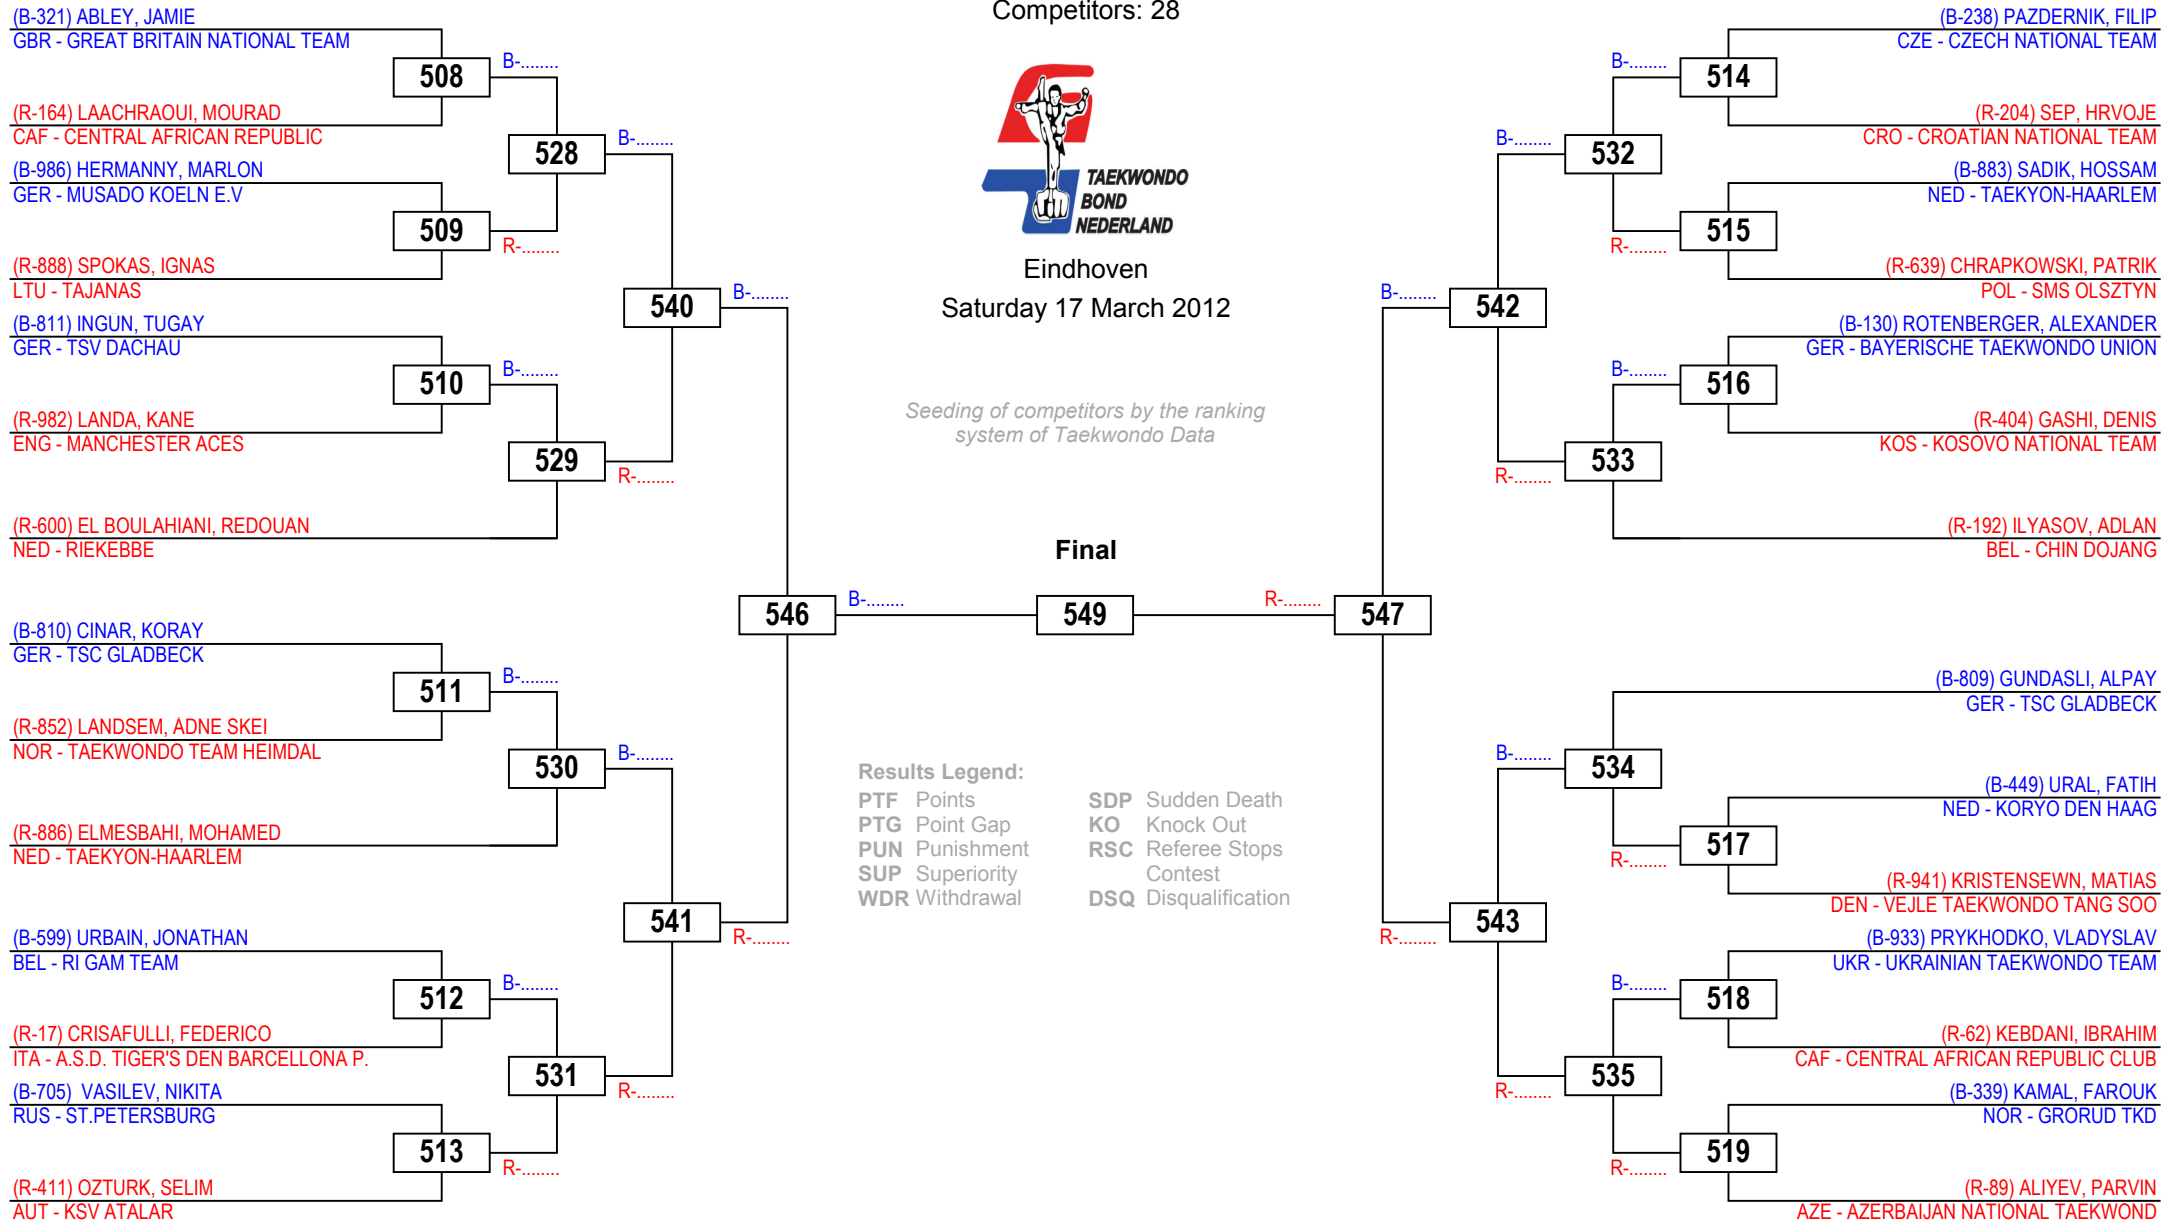 Competitors: 28
TAEKWONDO
BOND
NEDERLAND
Eindhoven
Saturday 17 March 2012
Seeding of competitors by the ranking
system of Taekwondo Data
(B-321) ABLEY, JAMIE
GBR - GREAT BRITAIN NATIONAL TEAM
508
B-........
(R-164) LAACHRAOUI, MOURAD
CAF - CENTRAL AFRICAN REPUBLIC
528
B-........
(B-986) HERMANNY, MARLON
GER - MUSADO KOELN E.V
509
R-........
(R-888) SPOKAS, IGNAS
LTU - TAJANAS
540
B-........
(B-811) INGÜN, TUGAY
GER - TSV DACHAU
510
B-........
(R-982) LANDA, KANE
ENG - MANCHESTER ACES
529
R-........
(R-600) EL BOULAHIANI, REDOUAN
NED - RIEKEBBE
546
B-........
(B-810) CINAR, KORAY
GER - TSC GLADBECK
511
B-........
(R-852) LANDSEM, ÅDNE SKEI
NOR - TAEKWONDO TEAM HEIMDAL
530
B-........
(R-886) ELMESBAHI, MOHAMED
NED - TAEKYON-HAARLEM
541
R-........
(B-599) URBAIN, JONATHAN
BEL - RI GAM TEAM
512
B-........
(R-17) CRISAFULLI, FEDERICO
ITA - A.S.D. TIGER'S DEN BARCELLONA P.
531
R-........
(B-705) VASILEV, NIKITA
RUS - ST.PETERSBURG
513
R-........
(R-411) OZTURK, SELIM
AUT - KSV ATALAR
Final
549
Results Legend:
PTF Points
PTG Point Gap
PUN Punishment
SUP Superiority
WDR Withdrawal
SDP Sudden Death
KO Knock Out
RSC Referee Stops
Contest
DSQ Disqualification
(B-238) PAZDERNIK, FILIP
CZE - CZECH NATIONAL TEAM
B-........
514
(R-204) SEP, HRVOJE
CRO - CROATIAN NATIONAL TEAM
B-........
532
(B-883) SADIK, HOSSAM
NED - TAEKYON-HAARLEM
R-........
515
(R-639) CHRAPKOWSKI, PATRIK
POL - SMS OLSZTYN
B-........
542
(B-130) ROTENBERGER, ALEXANDER
GER - BAYERISCHE TAEKWONDO UNION
B-........
516
(R-404) GASHI, DENIS
KOS - KOSOVO NATIONAL TEAM
R-........
533
(R-192) ILYASOV, ADLAN
BEL - CHIN DOJANG
R-........
547
(B-809) GUNDASLI, ALPAY
GER - TSC GLADBECK
B-........
534
(B-449) URAL, FATIH
NED - KORYO DEN HAAG
R-........
517
(R-941) KRISTENSEWN, MATIAS
DEN - VEJLE TAEKWONDO TANG SOO
R-........
543
(B-933) PRYKHODKO, VLADYSLAV
UKR - UKRAINIAN TAEKWONDO TEAM
B-........
518
(R-62) KEBDANI, IBRAHIM
CAF - CENTRAL AFRICAN REPUBLIC CLUB
R-........
535
(B-339) KAMAL, FAROUK
NOR - GRORUD TKD
R-........
519
(R-89) ALIYEV, PARVIN
AZE - AZERBAIJAN NATIONAL TAEKWOND